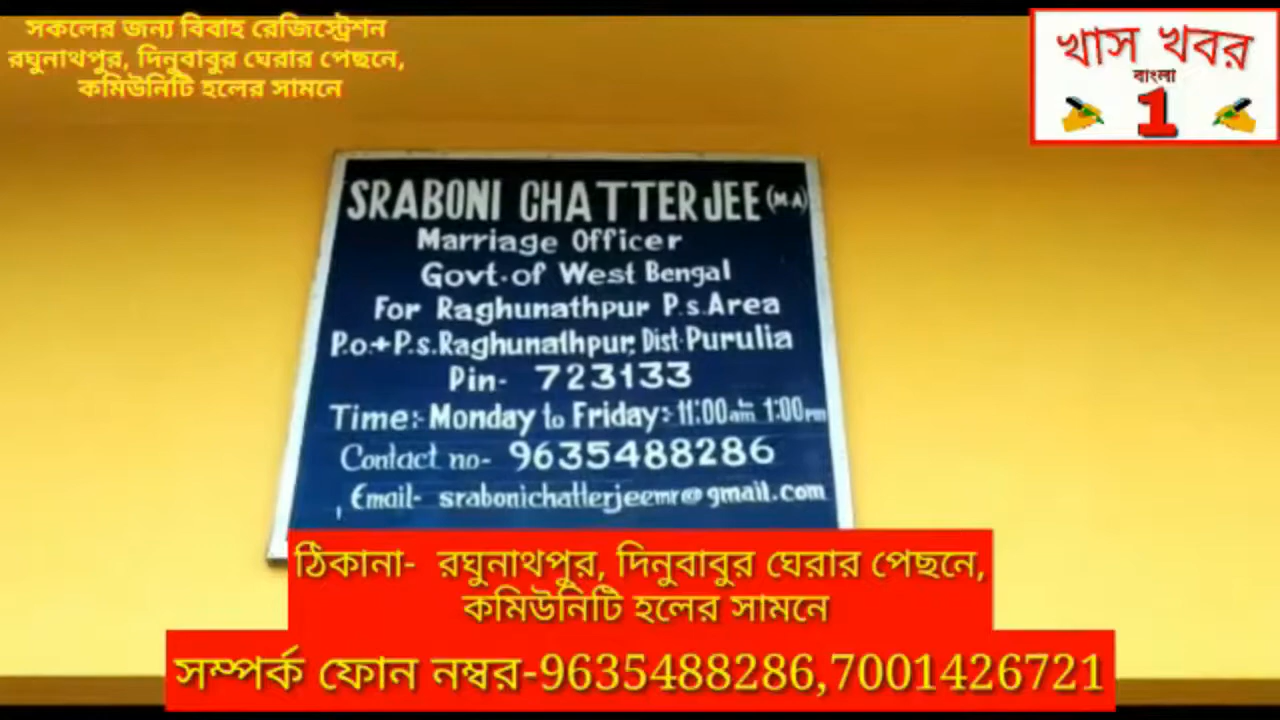 সকলের জন্য বিবাহ রেজিস্ট্রেশন
রঘুনাথপুর, দিনুবাবুর ঘেরার পেছনে,
কমিউনিটি হলের সামনে
খাস খবর
বাংলা
1
SRABONI CHATTERJEE (M.A)
Marriage Officer
Govt. of West Bengal
For Raghunathpur P.s. Area
P.o.+P.s. Raghunathpur, Dist- Purulia
Pin- 723133
Time:- Monday to Friday:- 11:00am to 1:00pm
Contact no- 9635488286
Email- srabonichatterjeemr@gmail.com
ঠিকানা- রঘুনাথপুর, দিনুবাবুর ঘেরার পেছনে,
কমিউনিটি হলের সামনে
সম্পর্ক ফোন নম্বর-9635488286,7001426721